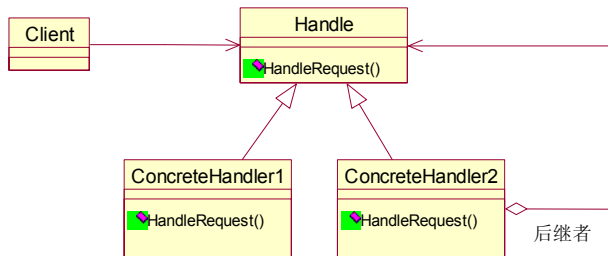 Client
Handle
HandleRequest()
ConcreteHandler1
HandleRequest()
ConcreteHandler2
HandleRequest()
后继者